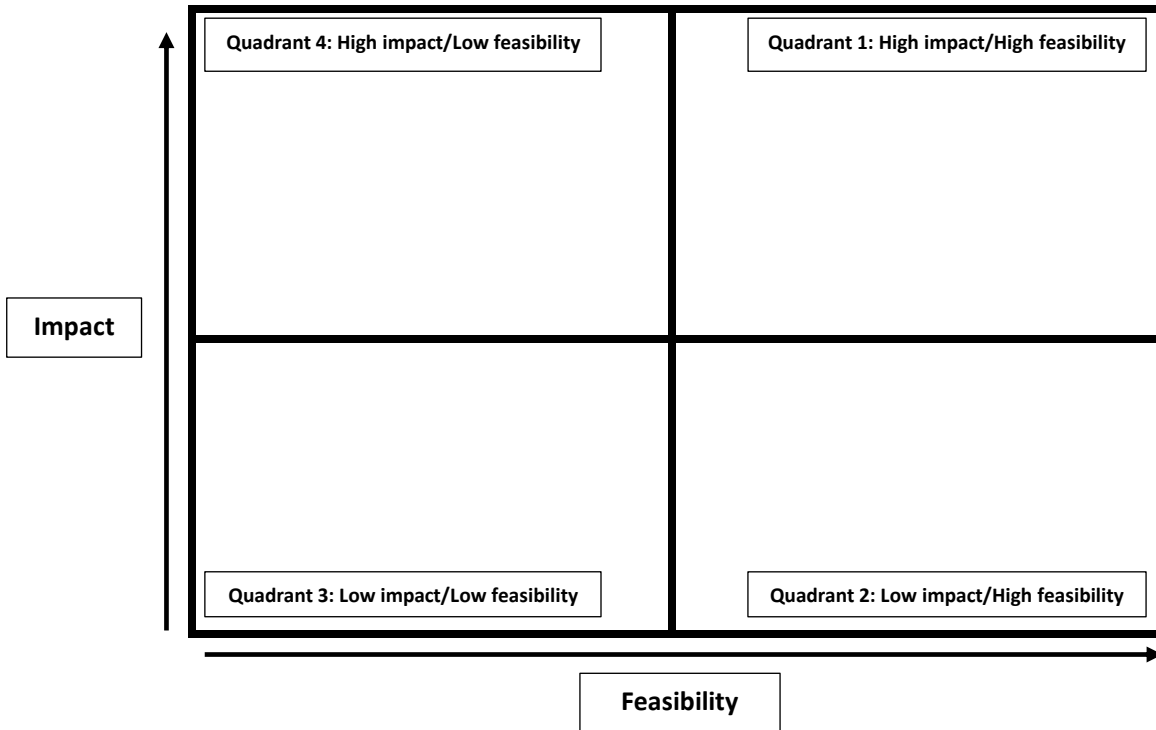 Quadrant 4: High impact/Low feasibility
Quadrant 1: High impact/High feasibility
Impact
Quadrant 3: Low impact/Low feasibility
Quadrant 2: Low impact/High feasibility
Feasibility